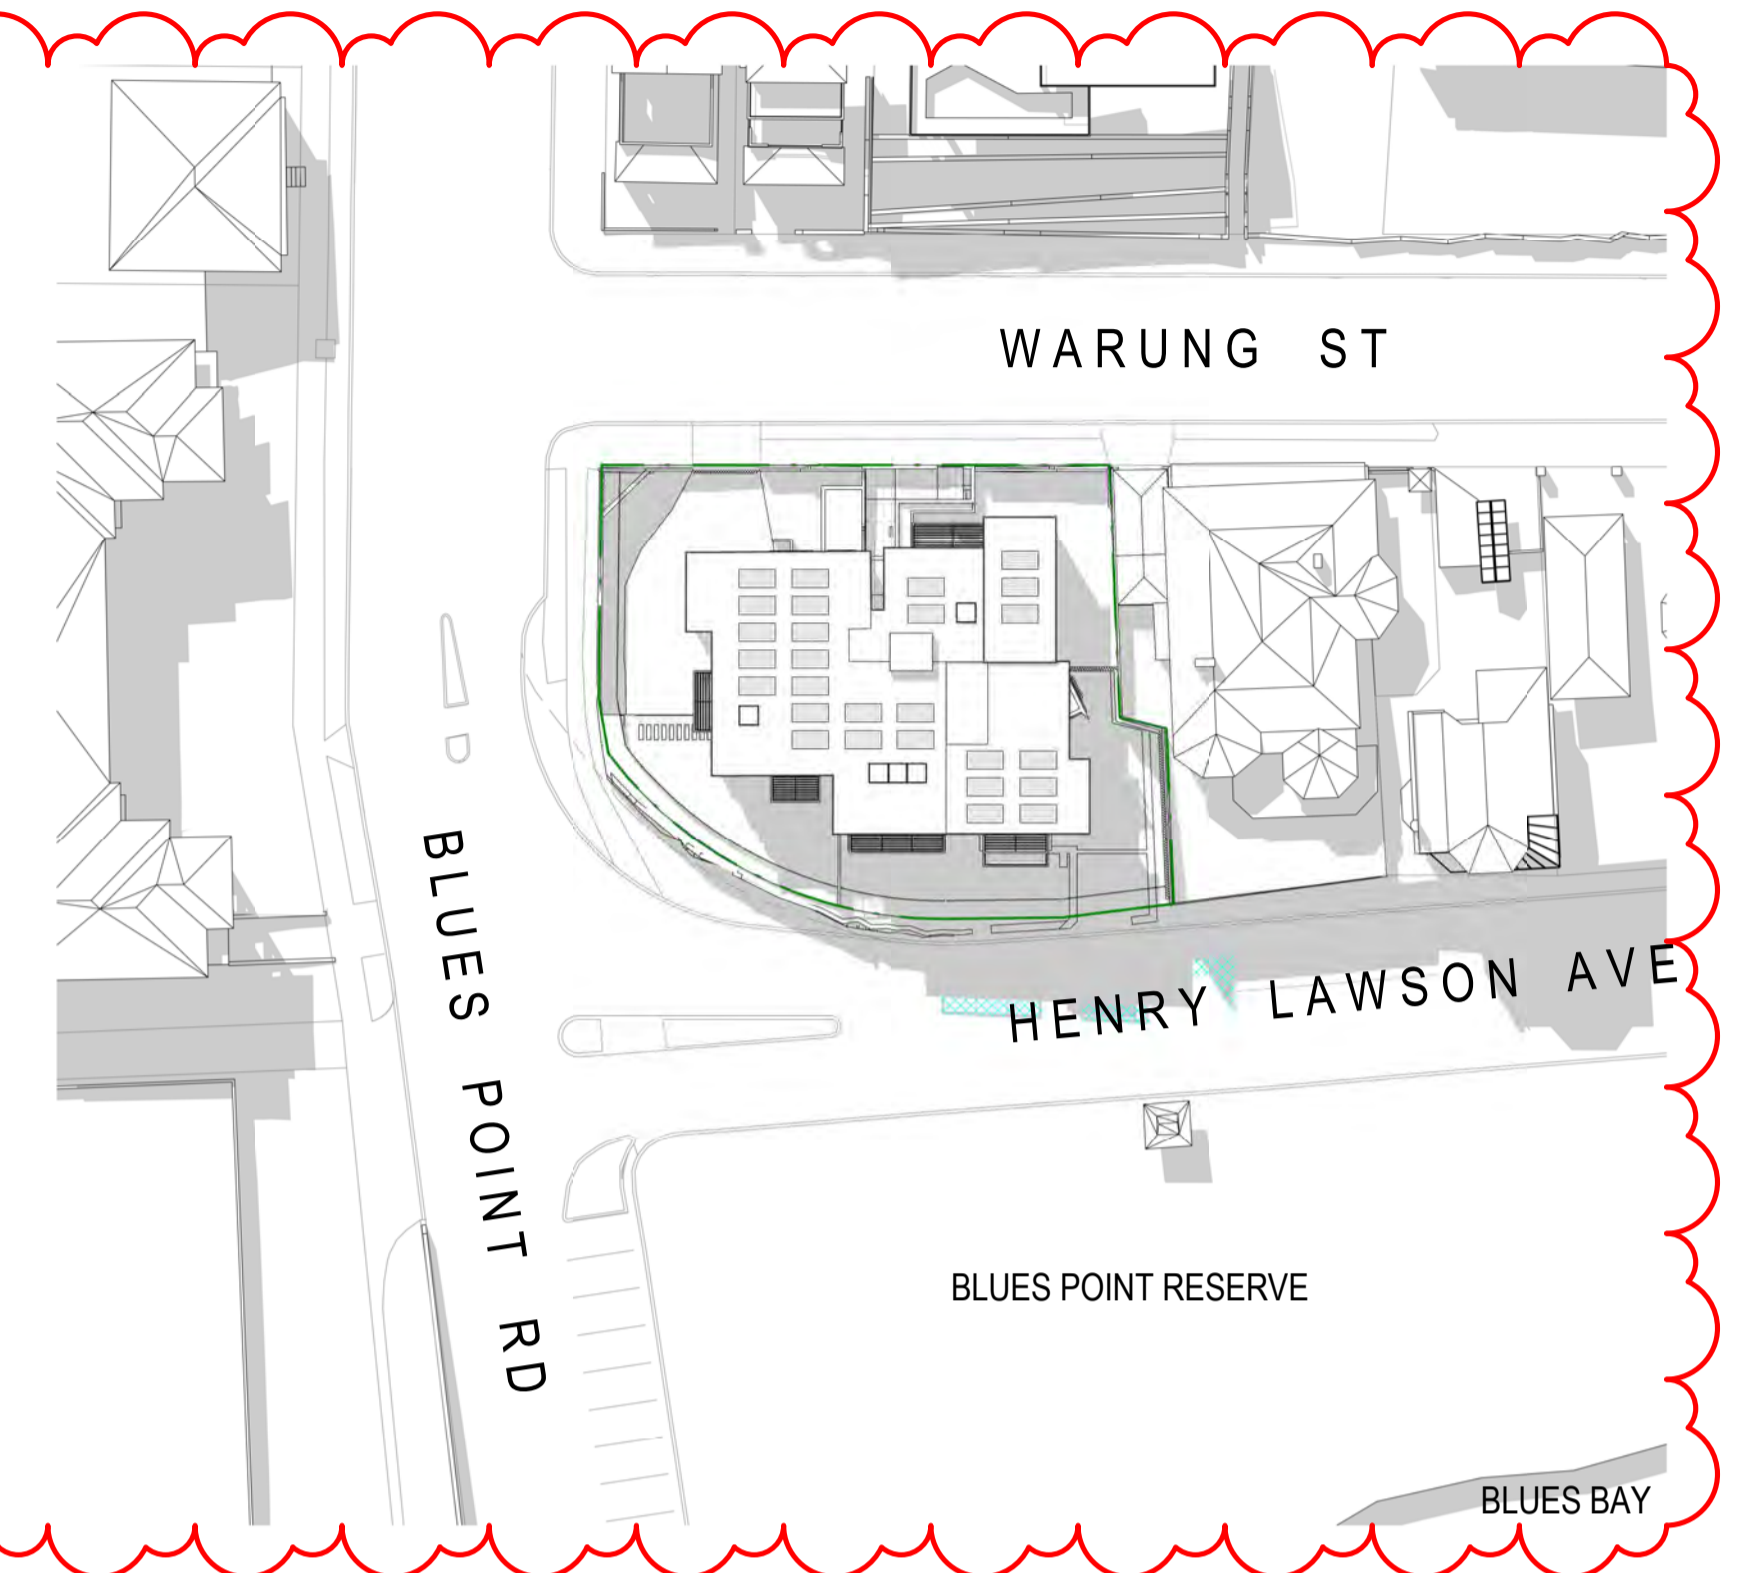 WARUNG ST
BLUES POINT RD
HENRY LAWSON AVE
BLUES POINT RESERVE
BLUES BAY